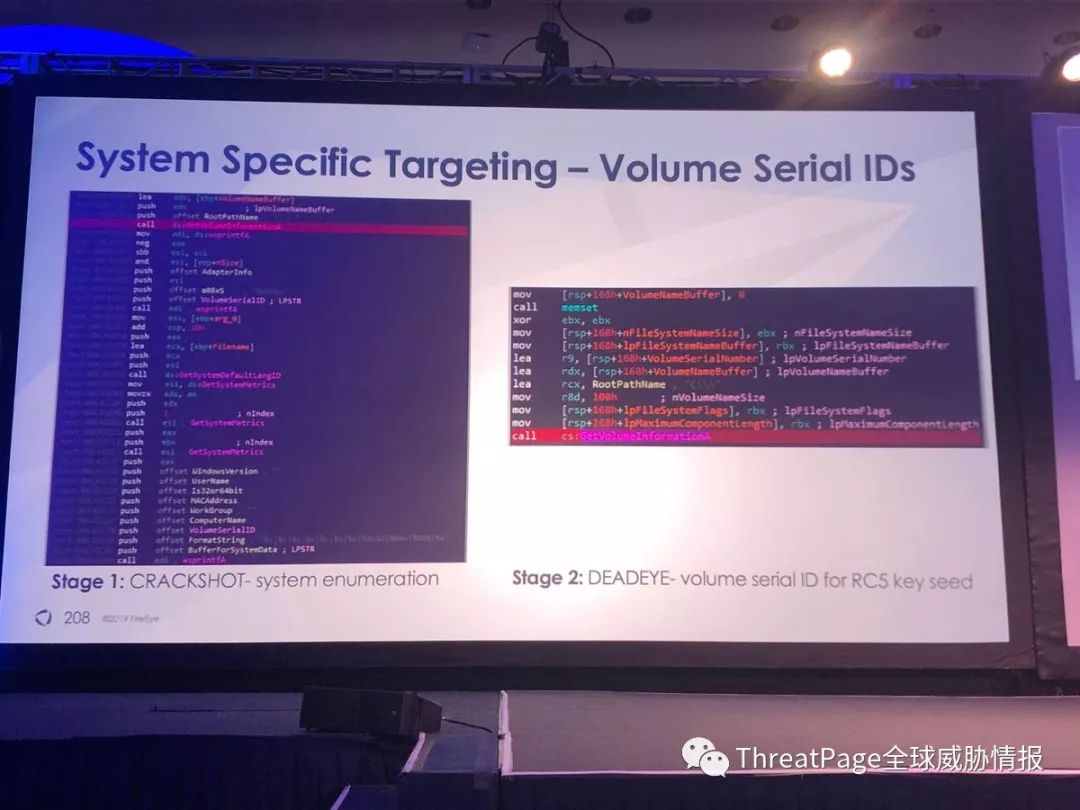 System Specific Targeting – Volume Serial IDs
lea edx, [ebp+VolumeNameBuffer]
push edx ; lpVolumeNameBuffer
push offset RootPathName
call ds:GetVolumeInformationA
mov edi, ds:wsprintfA
neg eax
sbb esi, esi
and esi, [ebp+nSize]
push offset AdapterInfo
push esi
push offset a08x5
push offset VolumeSerialID ; LPSTR
call edi wsprintfA
mov eax, [ebp+arg_0]
add esp,
push eax
lea ecx, [ebp+Filename]
push ecx
push esi
call ds:GetSystemDefaultLangID
mov esi, ds:GetSystemMetrics
movzx edx, ax
push edx
push 1 ; nIndex
call esi GetSystemMetrics
push eax
push ebx ; nIndex
call esi GetSystemMetrics
push eax
push offset WindowsVersion
push offset UserName
push offset Is32or64bit
push offset MACAddress
push offset WorkGroup
push offset ComputerName
push offset VolumeSerialID
push offset FormatString
push offset BufferForSystemData ; LPSTR
call edi wsprintfA
Stage 1: CRACKSHOT- system enumeration
mov [rsp+168h+VolumeNameBuffer], 0
call memset
xor ebx, ebx
mov [rsp+168h+nFileSystemNameSize], ebx ; nFileSystemNameSize
mov [rsp+168h+lpFileSystemNameBuffer], rbx ; lpFileSystemNameBuffer
lea r9, [rsp+168h+VolumeSerialNumber] ; lpVolumeSerialNumber
lea rdx, [rsp+168h+VolumeNameBuffer] ; lpVolumeNameBuffer
lea rcx, RootPathName ; "C:\\"
mov r8d, 100h ; nVolumeNameSize
mov [rsp+168h+lpFileSystemFlags], rbx ; lpFileSystemFlags
mov [rsp+168h+lpMaximumComponentLength], rbx ; lpMaximumComponentLength
call cs:GetVolumeInformationA
Stage 2: DEADEYE- volume serial ID for RC5 key seed
208 ©2019 FireEye
ThreatPage全球威胁情报